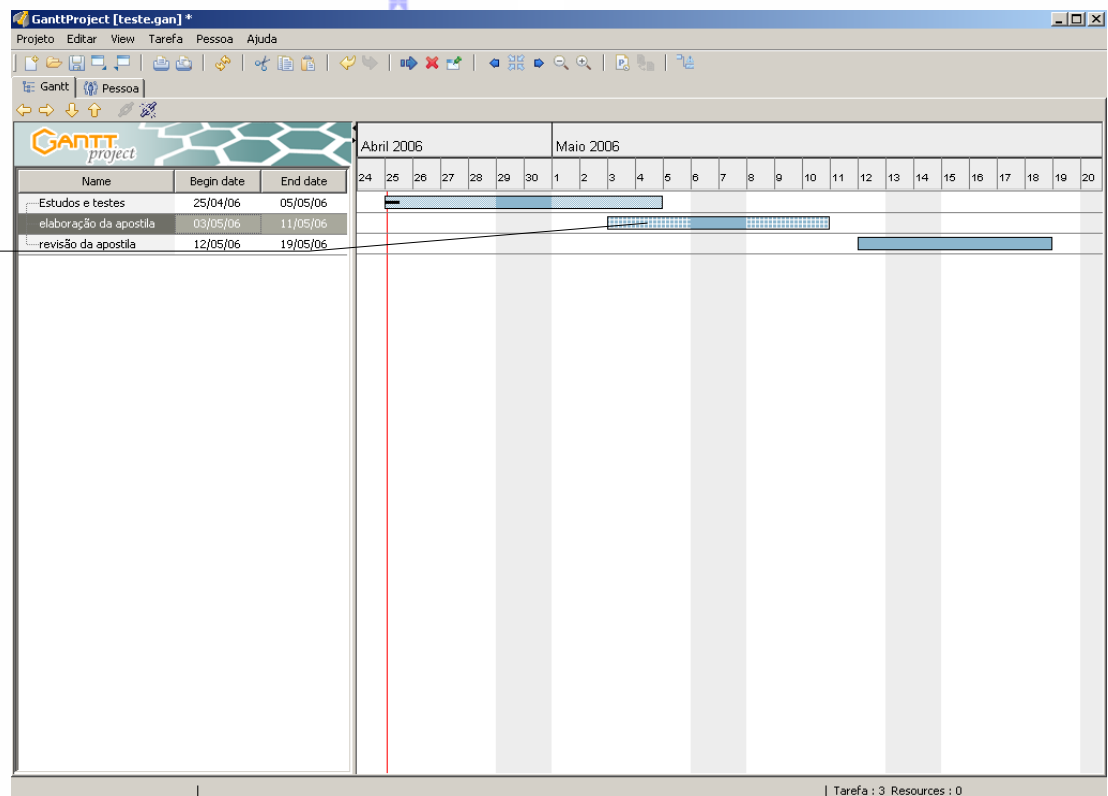 GanttProject [teste.gan] *
Projeto Editar View Tarefa Pessoa Ajuda
Gantt Pessoa
GANTT project
Abril 2006 Maio 2006
24 25 26 27 28 29 30 1 2 3 4 5 6 7 8 9 10 11 12 13 14 15 16 17 18 19 20
Name Begin date End date
Estudos e testes 25/04/06 05/05/06
elaboração da apostila 03/05/06 11/05/06
revisão da apostila 12/05/06 19/05/06
Tarefa : 3 Resources : 0